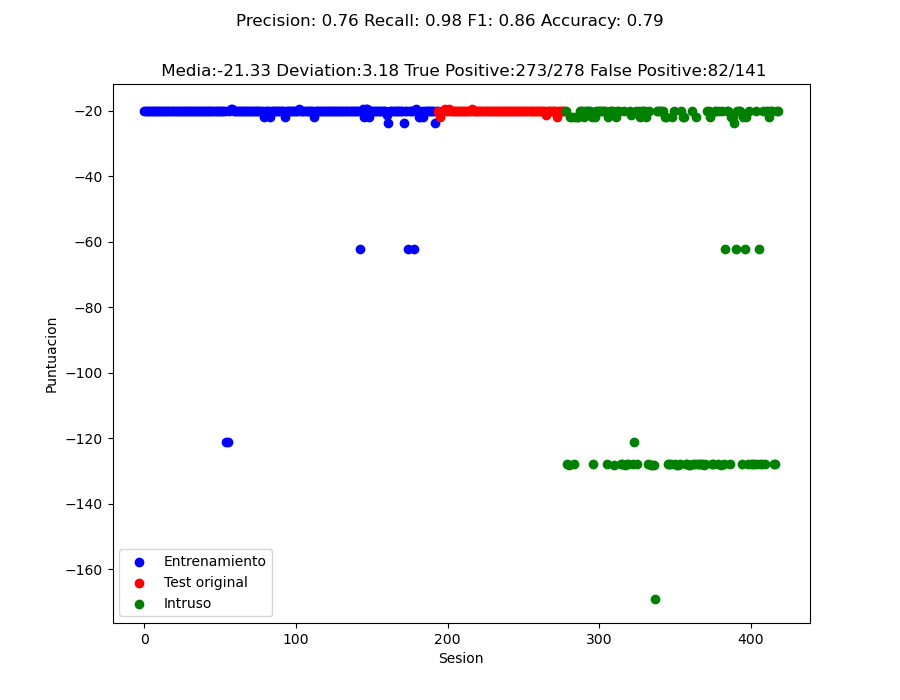 Precision: 0.76 Recall: 0.98 F1: 0.86 Accuracy: 0.79
Media:-21.33 Deviation:3.18 True Positive:273/278 False Positive:82/141
−20
−40
−60
−80
−100
−120
−140
−160
Puntuacion
Entrenamiento
Test original
Intruso
0
100
200
300
400
Sesion